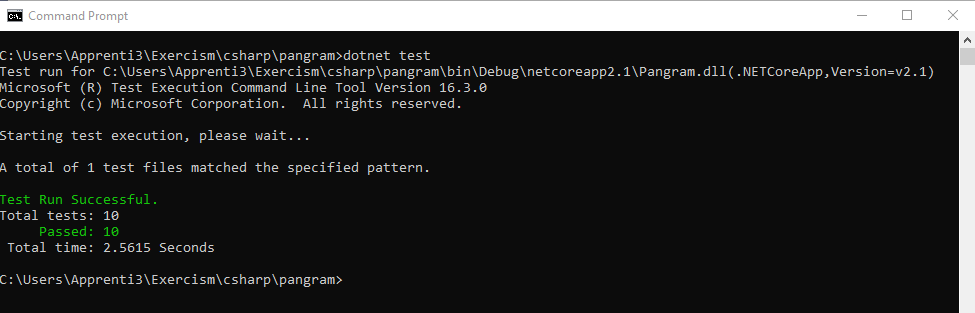 Command Prompt
C:\Users\Apprenti3\Exercism\csharp\pangram>dotnet test
Test run for C:\Users\Apprenti3\Exercism\csharp\pangram\bin\Debug\netcoreapp2.1\Pangram.dll(.NETCoreApp,Version=v2.1)
Microsoft (R) Test Execution Command Line Tool Version 16.3.0
Copyright (c) Microsoft Corporation.  All rights reserved.
Starting test execution, please wait...
A total of 1 test files matched the specified pattern.
Test Run Successful.
Total tests: 10
     Passed: 10
 Total time: 2.5615 Seconds
C:\Users\Apprenti3\Exercism\csharp\pangram>